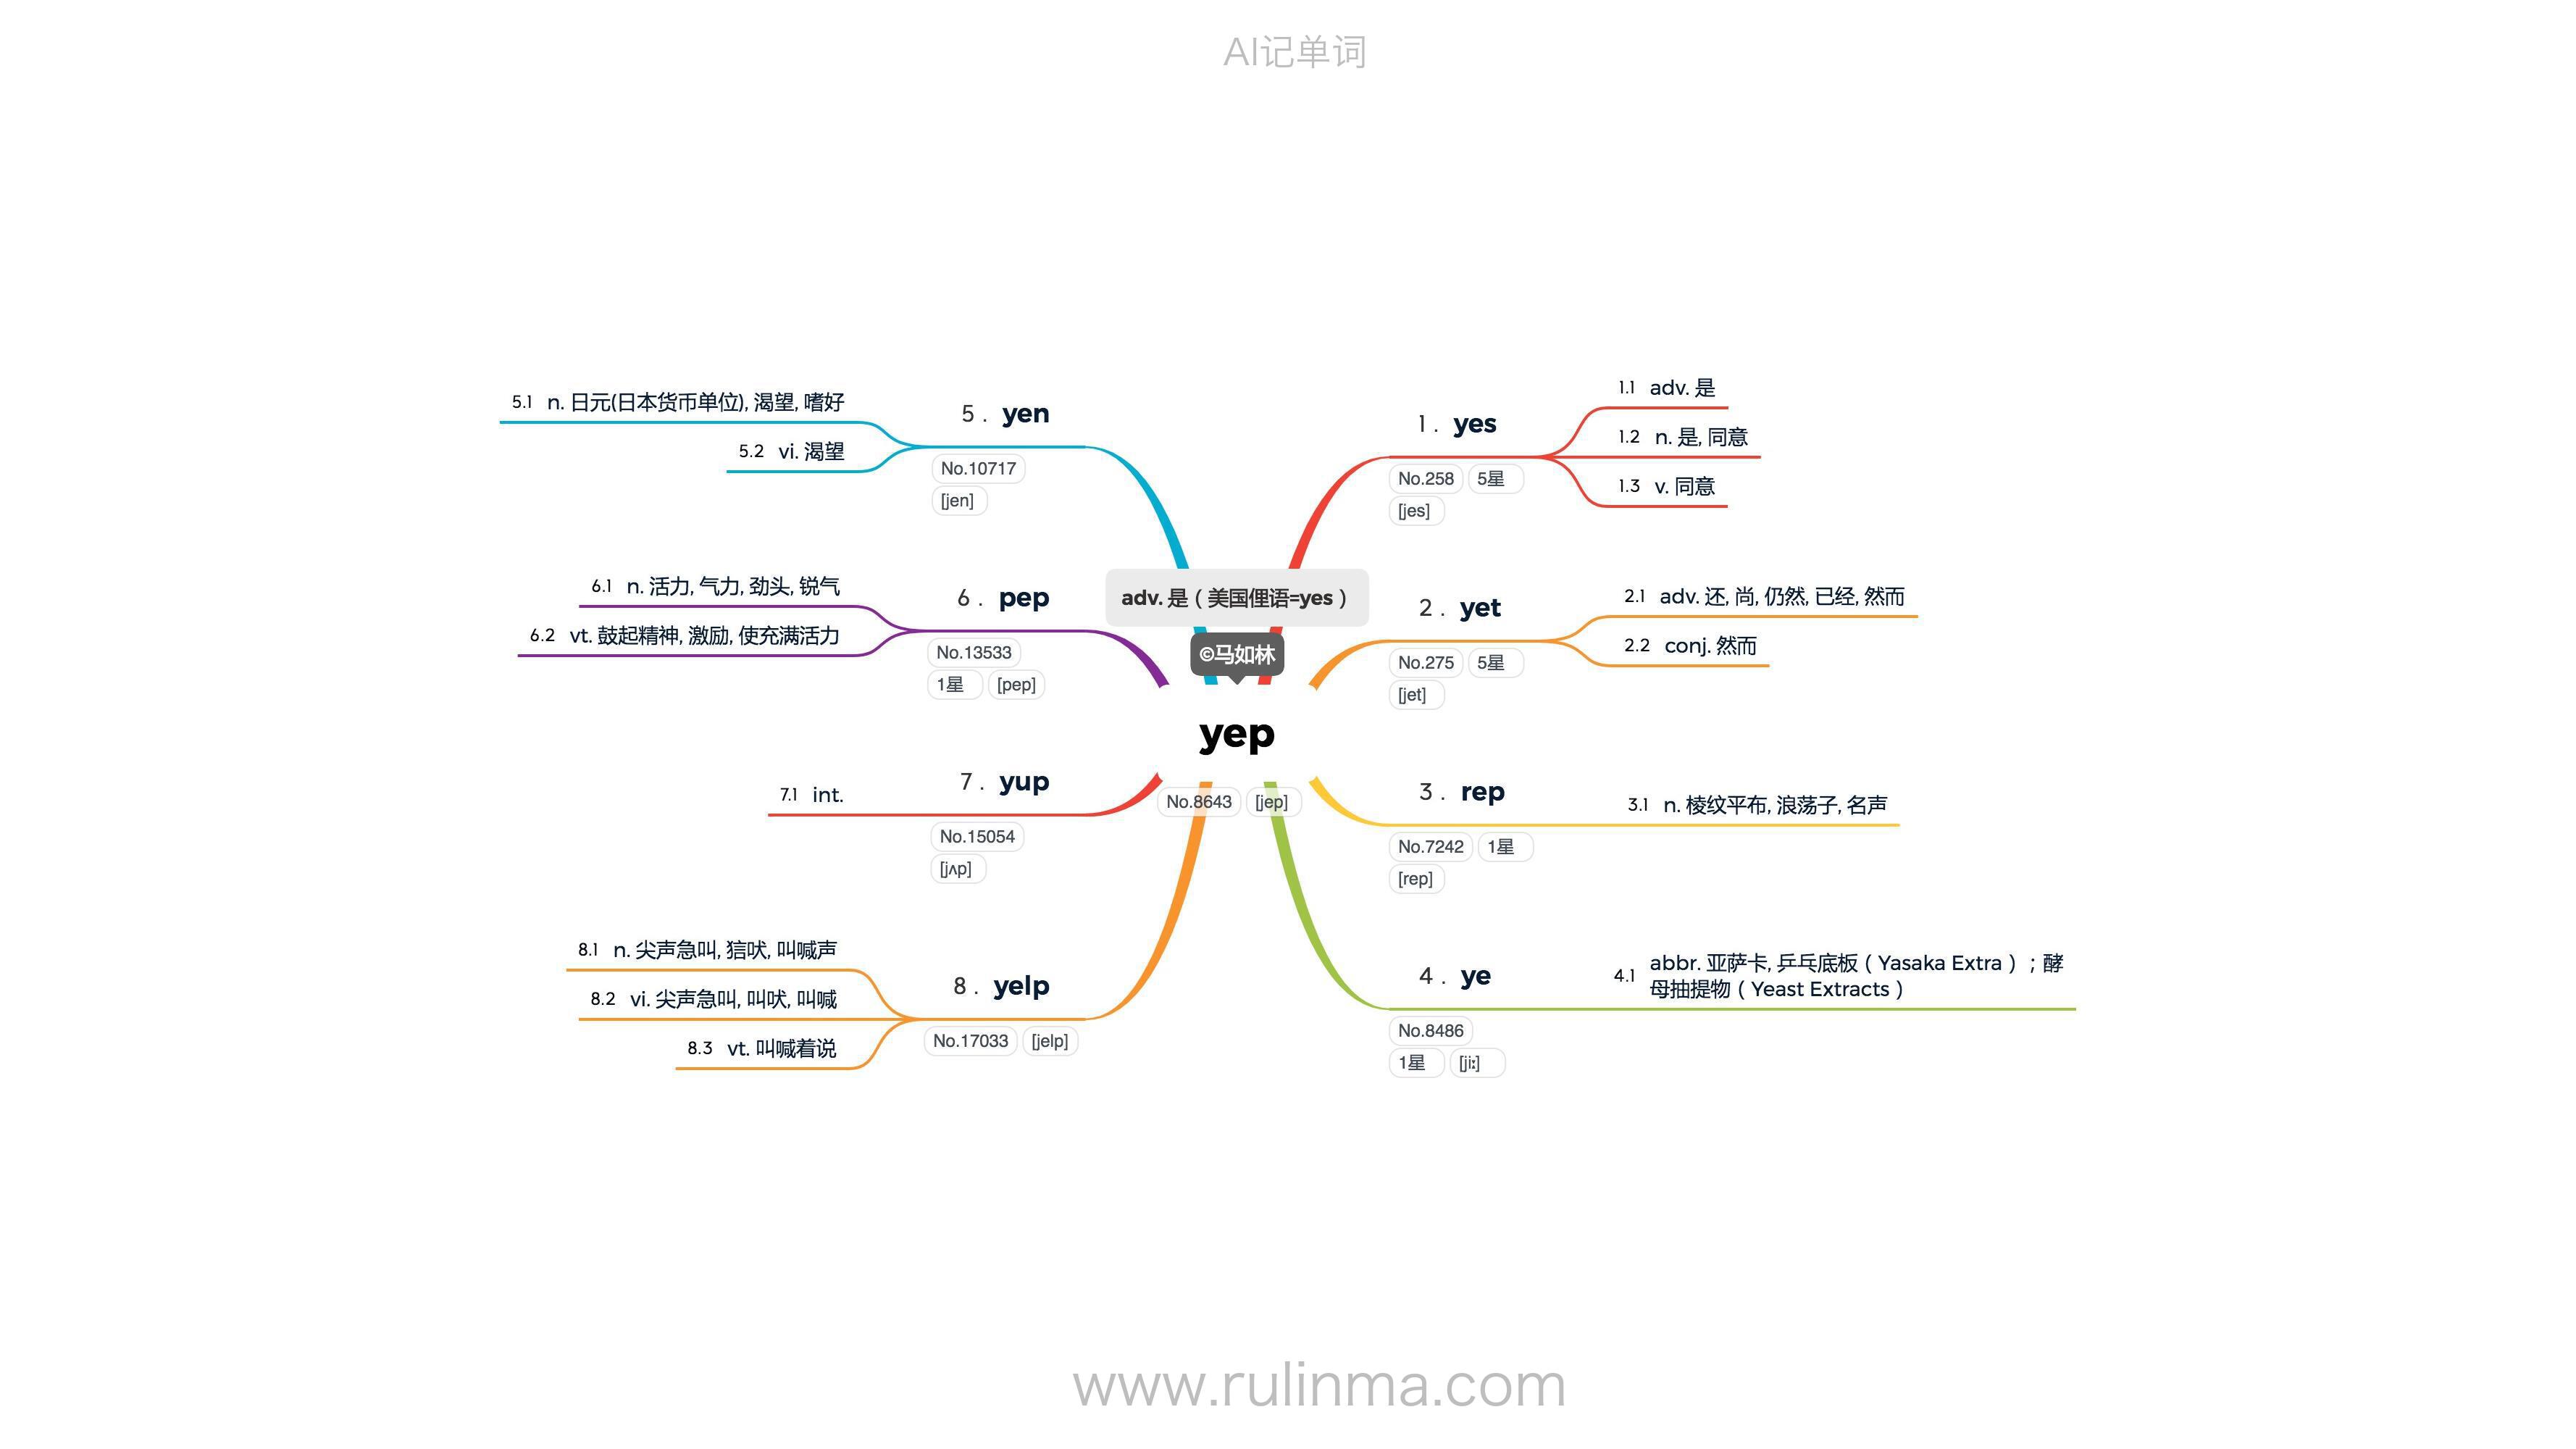 AI记单词
adv. 是（美国俚语=yes）
©马如林
yep
No.8643 [jep]
1 . yes
No.258 5星
[jes]
1.1 adv. 是
1.2 n. 是, 同意
1.3 v. 同意
2 . yet
No.275 5星
[jet]
2.1 adv. 还, 尚, 仍然, 已经, 然而
2.2 conj. 然而
3 . rep
No.7242 1星
[rep]
3.1 n. 棱纹平布, 浪荡子, 名声
4 . ye
No.8486
1星 [jiː]
4.1 abbr. 亚萨卡, 乒乓底板（Yasaka Extra）；酵
母抽提物（Yeast Extracts）
5 . yen
No.10717
[jen]
5.1 n. 日元(日本货币单位), 渴望, 嗜好
5.2 vi. 渴望
6 . pep
No.13533
1星 [pep]
6.1 n. 活力, 气力, 劲头, 锐气
6.2 vt. 鼓起精神, 激励, 使充满活力
7 . yup
No.15054
[jʌp]
7.1 int.
8 . yelp
No.17033 [jelp]
8.1 n. 尖声急叫, 狺吠, 叫喊声
8.2 vi. 尖声急叫, 叫吠, 叫喊
8.3 vt. 叫喊着说
www.rulinma.com